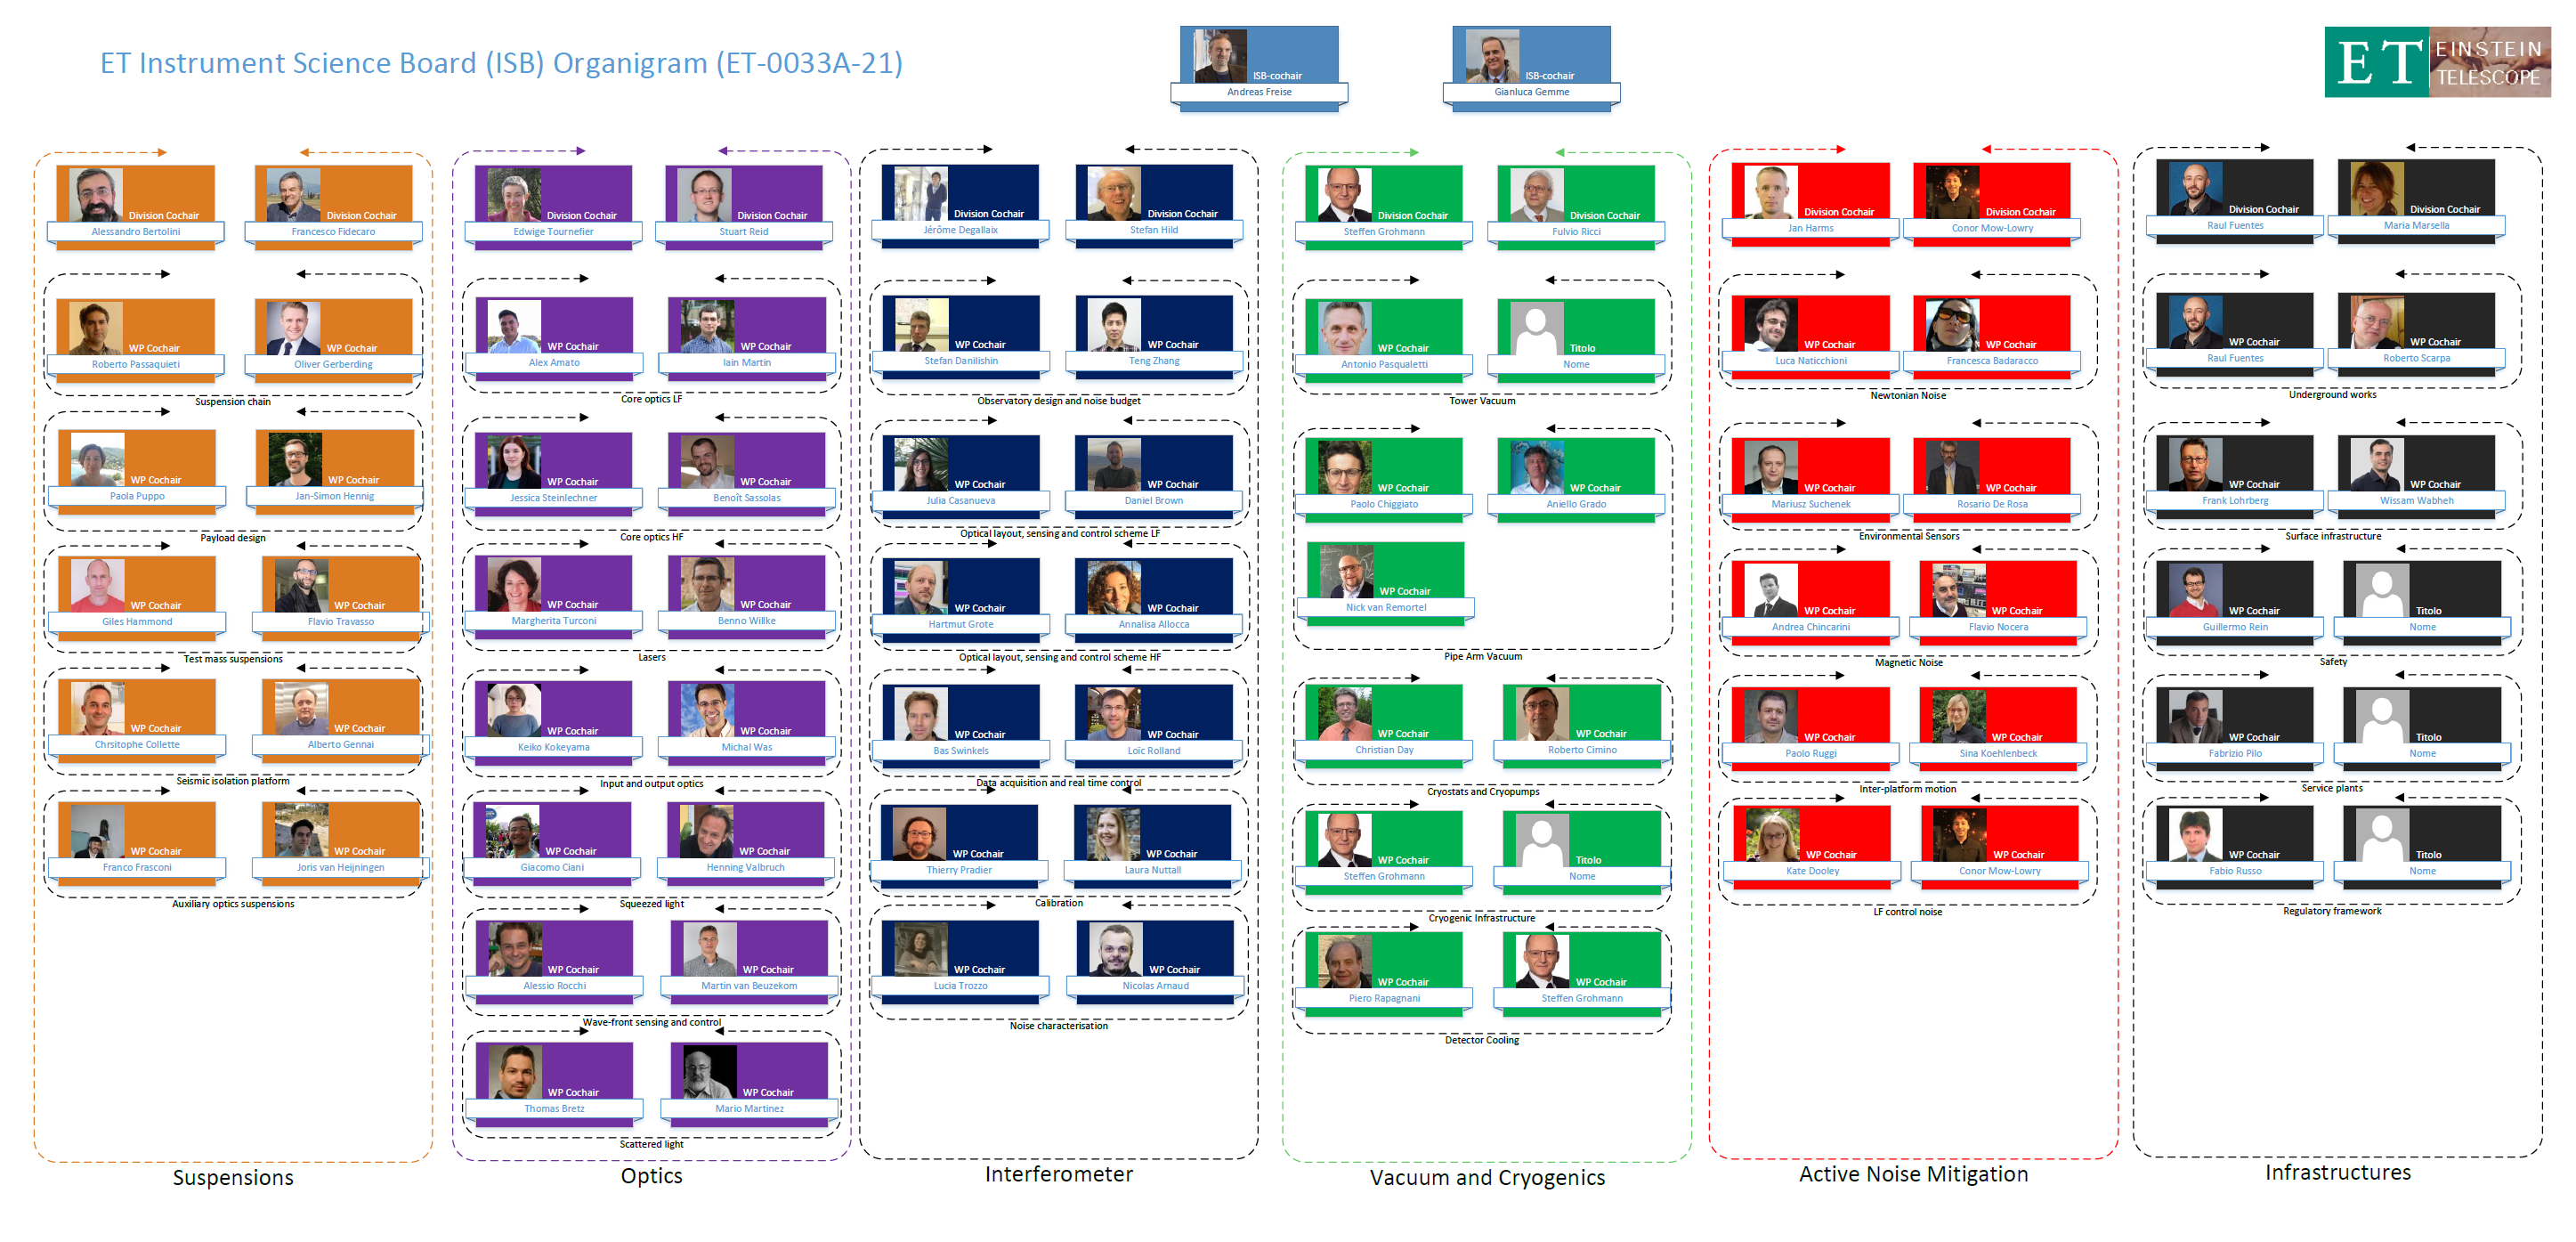 ET Instrument Science Board (ISB) Organigram (ET-0033A-21)
ISB-cochair
Andreas Freise
ISB-cochair
Gianluca Gemme
ET EINSTEIN
TELESCOPE
Division Cochair
Alessandro Bertolini
Division Cochair
Francesco Fidecaro
WP Cochair
Roberto Passaquieti
WP Cochair
Oliver Gerberding
Suspension chain
WP Cochair
Paola Puppo
WP Cochair
Jan-Simon Hennig
Payload design
WP Cochair
Giles Hammond
WP Cochair
Flavio Travasso
Test mass suspensions
WP Cochair
Chrsitophe Collette
WP Cochair
Alberto Gennai
Seismic isolation platform
WP Cochair
Franco Frasconi
WP Cochair
Joris van Heijningen
Auxiliary optics suspensions
Suspensions
Division Cochair
Edwige Tournefier
Division Cochair
Stuart Reid
WP Cochair
Alex Amato
WP Cochair
Iain Martin
Core optics LF
WP Cochair
Jessica Steinlechner
WP Cochair
Benoît Sassolas
Core optics HF
WP Cochair
Margherita Turconi
WP Cochair
Benno Willke
Lasers
WP Cochair
Keiko Kokeyama
WP Cochair
Michal Was
Input and output optics
WP Cochair
Giacomo Ciani
WP Cochair
Henning Valbruch
Squeezed light
WP Cochair
Alessio Rocchi
WP Cochair
Martin van Beuzekom
Wave-front sensing and control
WP Cochair
Thomas Bretz
WP Cochair
Mario Martinez
Scattered light
Optics
Division Cochair
Jérôme Degallaix
Division Cochair
Stefan Hild
WP Cochair
Stefan Danilishin
WP Cochair
Teng Zhang
Observatory design and noise budget
WP Cochair
Julia Casanueva
WP Cochair
Daniel Brown
Optical layout, sensing and control scheme LF
WP Cochair
Hartmut Grote
WP Cochair
Annalisa Allocca
Optical layout, sensing and control scheme HF
WP Cochair
Bas Swinkels
WP Cochair
Loïc Rolland
Data acquisition and real time control
WP Cochair
Thierry Pradier
WP Cochair
Laura Nuttall
Calibration
WP Cochair
Lucia Trozzo
WP Cochair
Nicolas Arnaud
Noise characterisation
Interferometer
Division Cochair
Steffen Grohmann
Division Cochair
Fulvio Ricci
WP Cochair
Antonio Pasqualetti
Titolo
Nome
Tower Vacuum
WP Cochair
Paolo Chiggiato
WP Cochair
Aniello Grado
WP Cochair
Nick van Remortel
Pipe Arm Vacuum
WP Cochair
Christian Day
WP Cochair
Roberto Cimino
Cryostats and Cryopumps
WP Cochair
Steffen Grohmann
Titolo
Nome
Cryogenic Infrastructure
WP Cochair
Piero Rapagnani
WP Cochair
Steffen Grohmann
Detector Cooling
Vacuum and Cryogenics
Division Cochair
Jan Harms
Division Cochair
Conor Mow-Lowry
WP Cochair
Luca Naticchioni
WP Cochair
Francesca Badaracco
Newtonian Noise
WP Cochair
Mariusz Suchenek
WP Cochair
Rosario De Rosa
Environmental Sensors
WP Cochair
Andrea Chincarini
WP Cochair
Flavio Nocera
Magnetic Noise
WP Cochair
Paolo Ruggi
WP Cochair
Sina Koehlenbeck
Inter-platform motion
WP Cochair
Kate Dooley
WP Cochair
Conor Mow-Lowry
LF control noise
Active Noise Mitigation
Division Cochair
Raul Fuentes
Division Cochair
Maria Marsella
WP Cochair
Raul Fuentes
WP Cochair
Roberto Scarpa
Underground works
WP Cochair
Frank Lohrberg
WP Cochair
Wissam Wabheh
Surface infrastructure
WP Cochair
Guillermo Rein
Titolo
Nome
Safety
WP Cochair
Fabrizio Pilo
Titolo
Nome
Service plants
WP Cochair
Fabio Russo
Titolo
Nome
Regulatory framework
Infrastructures